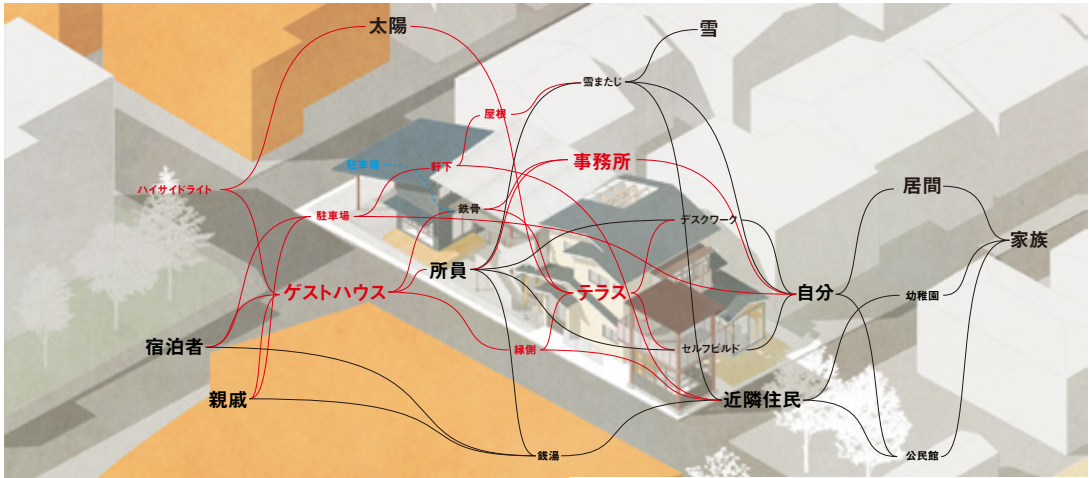 太陽
雪
雪またじ
屋根
駐車場
軒下
事務所
ハイサイドライト
居間
駐車場
鉄骨
デスクワーク
家族
所員
ゲストハウス
テラス
自分
幼稚園
宿泊者
縁側
セルフビルド
親戚
近隣住民
銭湯
公民館